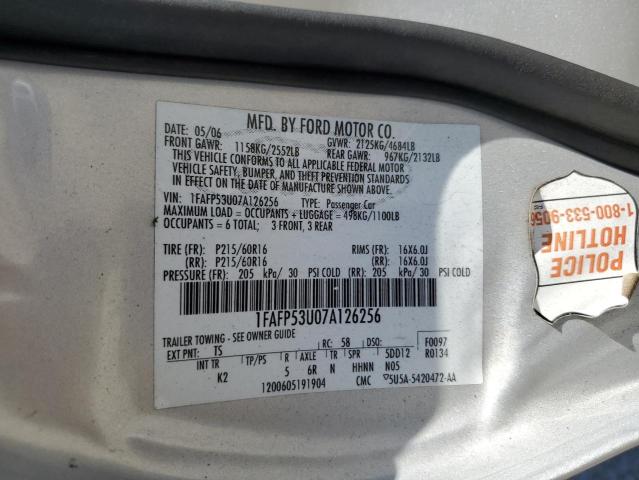 MFD. BY FORD MOTOR CO.
DATE: 05/06 GVWR: 2125KG/4684LB
FRONT GAWR: 1158KG/2552LB REAR GAWR: 967KG/2132LB
THIS VEHICLE CONFORMS TO ALL APPLICABLE FEDERAL MOTOR
VEHICLE SAFETY, BUMPER, AND THEFT PREVENTION STANDARDS
IN EFFECT ON THE DATE OF MANUFACTURE SHOWN ABOVE.
VIN: 1FAFP53U07A126256 TYPE: Passenger Car
MAXIMUM LOAD = OCCUPANTS + LUGGAGE = 498KG/1100LB
OCCUPANTS = 6 TOTAL; 3 FRONT, 3 REAR
TIRE (FR): P215/60R16 RIMS (FR): 16X6.0J
(RR): P215/60R16 (RR): 16X6.0J
PRESSURE (FR): 205 kPa/ 30 PSI COLD (RR): 205 kPa/ 30 PSI COLD
1FAFP53U07A126256
TRAILER TOWING - SEE OWNER GUIDE
EXT PNT: TS RC: 58 DSO: F0097
INT TR TP/PS R AXLE TR SPR 5DD12 R0134
K2 5 6R N HHNN N05
1200605191904 CMC 5U5A-5420472-AA
POLICE
HOTLINE
1-800-533-9056